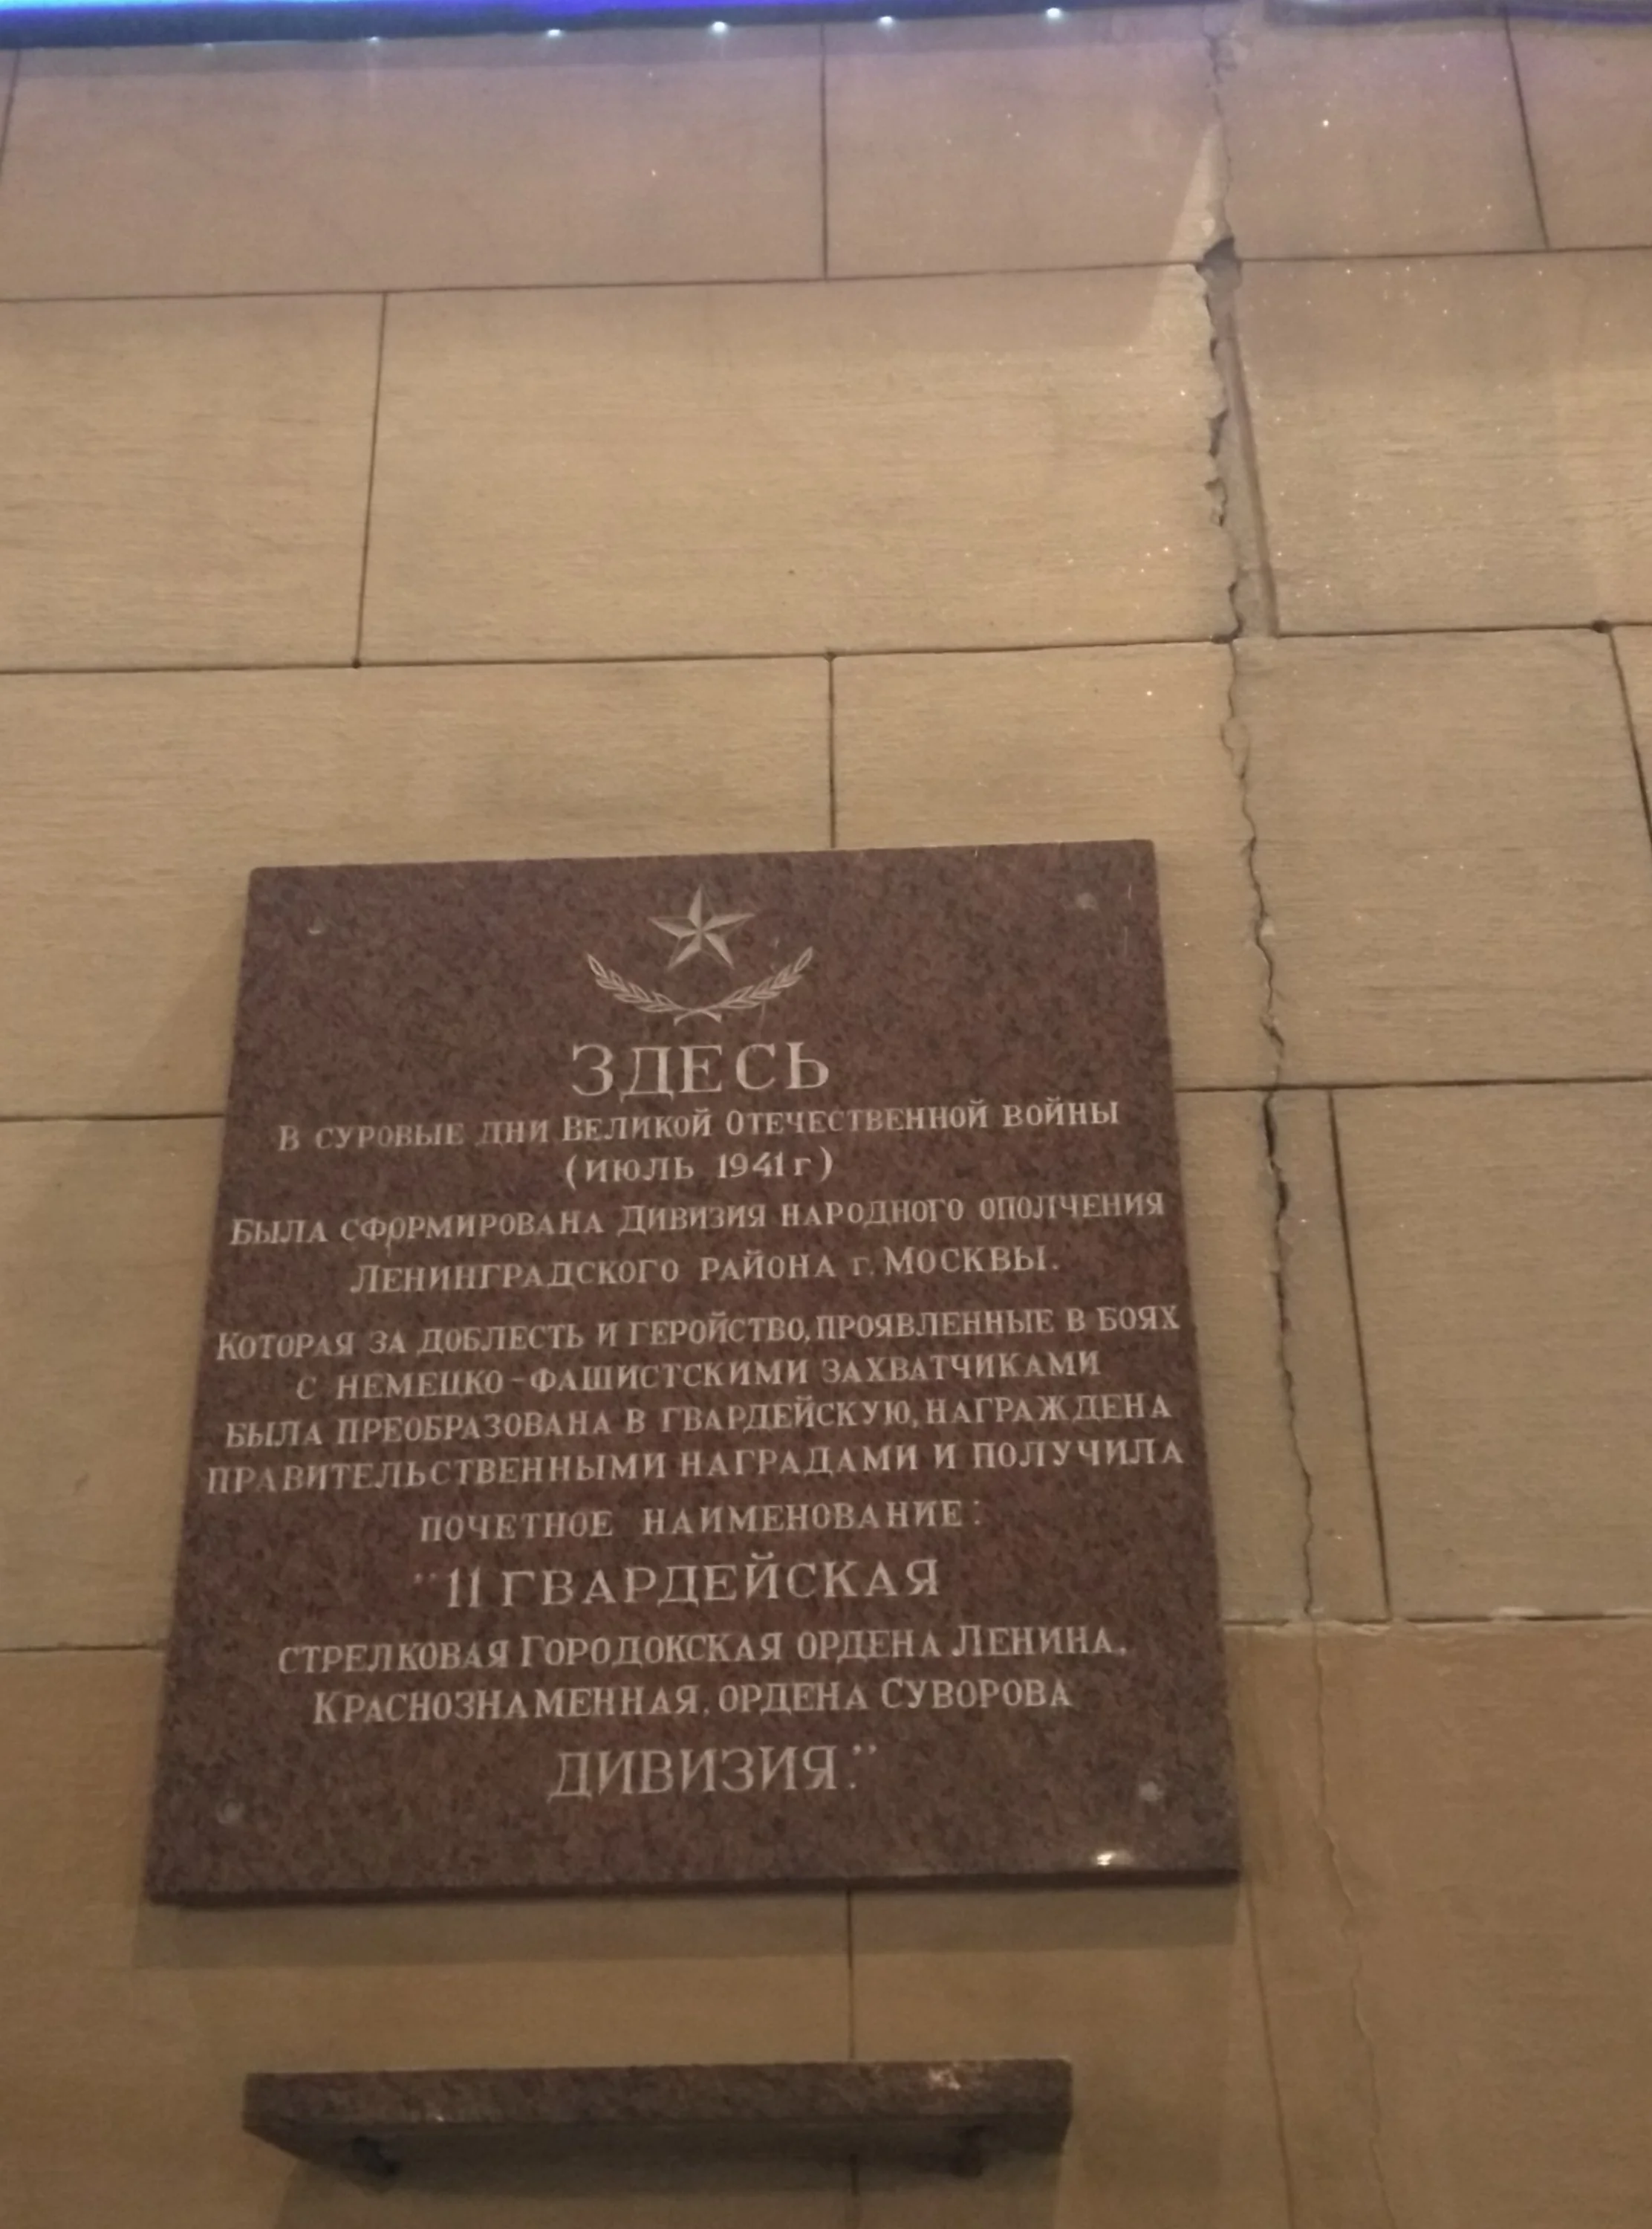 ЗДЕСЬ
В СУРОВЫЕ ДНИ ВЕЛИКОЙ ОТЕЧЕСТВЕННОЙ ВОЙНЫ
(ИЮЛЬ 1941 г)
БЫЛА СФОРМИРОВАНА ДИВИЗИЯ НАРОДНОГО ОПОЛЧЕНИЯ
ЛЕНИНГРАДСКОГО РАЙОНА г. МОСКВЫ.
КОТОРАЯ ЗА ДОБЛЕСТЬ И ГЕРОЙСТВО, ПРОЯВЛЕННЫЕ В БОЯХ
С НЕМЕЦКО-ФАШИСТСКИМИ ЗАХВАТЧИКАМИ
БЫЛА ПРЕОБРАЗОВАНА В ГВАРДЕЙСКУЮ, НАГРАЖДЕНА
ПРАВИТЕЛЬСТВЕННЫМИ НАГРАДАМИ И ПОЛУЧИЛА
ПОЧЕТНОЕ НАИМЕНОВАНИЕ:
"11 ГВАРДЕЙСКАЯ
СТРЕЛКОВАЯ ГОРОДОКСКАЯ ОРДЕНА ЛЕНИНА,
КРАСНОЗНАМЕННАЯ, ОРДЕНА СУВОРОВА
ДИВИЗИЯ."